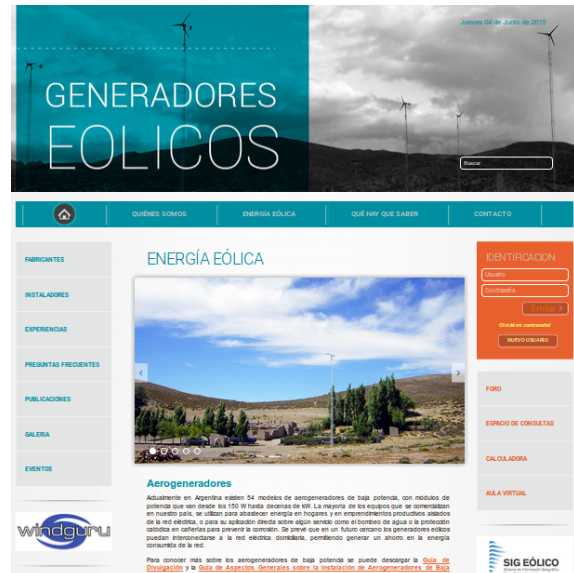 Jueves 04 de Junio de 2015
GENERADORES
EOLICOS
Buscar
QUIÉNES SOMOS
ENERGÍA EÓLICA
QUÉ HAY QUE SABER
CONTACTO
FABRICANTES
INSTALADORES
EXPERIENCIAS
PREGUNTAS FRECUENTES
PUBLICACIONES
GALERIA
EVENTOS
windguru
ENERGÍA EÓLICA
Aerogeneradores
Actualmente en Argentina existen 54 modelos de aerogeneradores de baja potencia, con módulos de
potencia que van desde los 150 W hasta decenas de kW. La mayoría de los equipos que se comercializan
en nuestro país, se utilizan para abastecer energía en hogares y en emprendimientos productivos aislados
de la red eléctrica, o para su aplicación directa sobre algún servicio como el bombeo de agua o la protección
catódica en cañerías para prevenir la corrosión. Se prevé que en un futuro cercano los generadores eólicos
puedan interconectarse a la red eléctrica domiciliaria, permitiendo generar un ahorro en la energía
consumida de la red.
Para conocer más sobre los aerogeneradores de baja potencia se puede descargar la Guía de
Divulgación y la Guía de Aspectos Generales sobre la Instalación de Aerogeneradores de Baja
IDENTIFICACION
Usuario
Contraseña
Enviar >
Olvidé mi contraseña!
NUEVO USUARIO
FORO
ESPACIO DE CONSULTAS
CALCULADORA
AULA VIRTUAL
SIG EÓLICO
Sistema de Información Geográfico